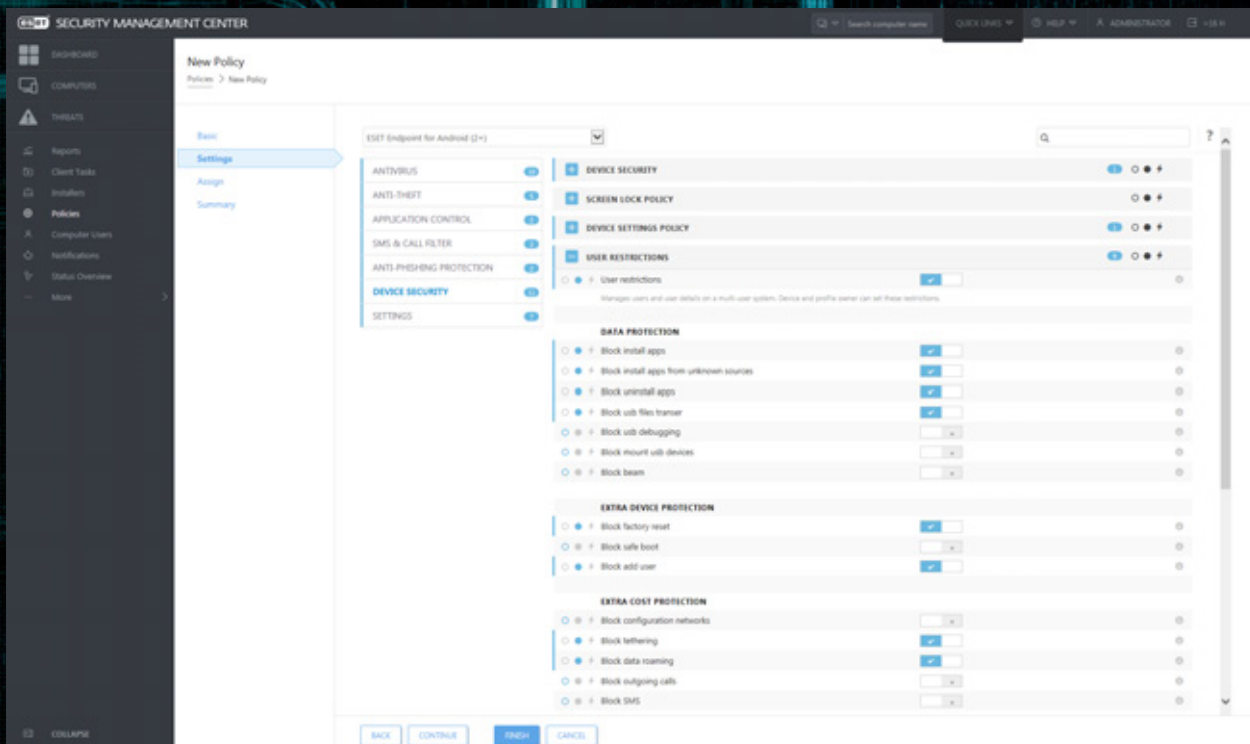 eset SECURITY MANAGEMENT CENTER
Search computer name
QUICK LINKS
HELP
ADMINISTRATOR
DASHBOARD
COMPUTERS
THREATS
Reports
Client Tasks
Installers
Policies
Computer Users
Notifications
Status Overview
More
COLLAPSE
New Policy
Policies > New Policy
Basic
Settings
Assign
Summary
ESET Endpoint for Android (2+)
?
ANTIVIRUS
ANTI-THEFT
APPLICATION CONTROL
SMS & CALL FILTER
ANTI-PHISHING PROTECTION
DEVICE SECURITY
SETTINGS
DEVICE SECURITY
SCREEN LOCK POLICY
DEVICE SETTINGS POLICY
USER RESTRICTIONS
User restrictions
Manages users and user details on a multi-user system. Device and profile owner can set these restrictions.
DATA PROTECTION
Block install apps
Block install apps from unknown sources
Block uninstall apps
Block usb files transer
Block usb debugging
Block mount usb devices
Block beam
EXTRA DEVICE PROTECTION
Block factory reset
Block safe boot
Block add user
EXTRA COST PROTECTION
Block configuration networks
Block tethering
Block data roaming
Block outgoing calls
Block SMS
BACK
CONTINUE
FINISH
CANCEL